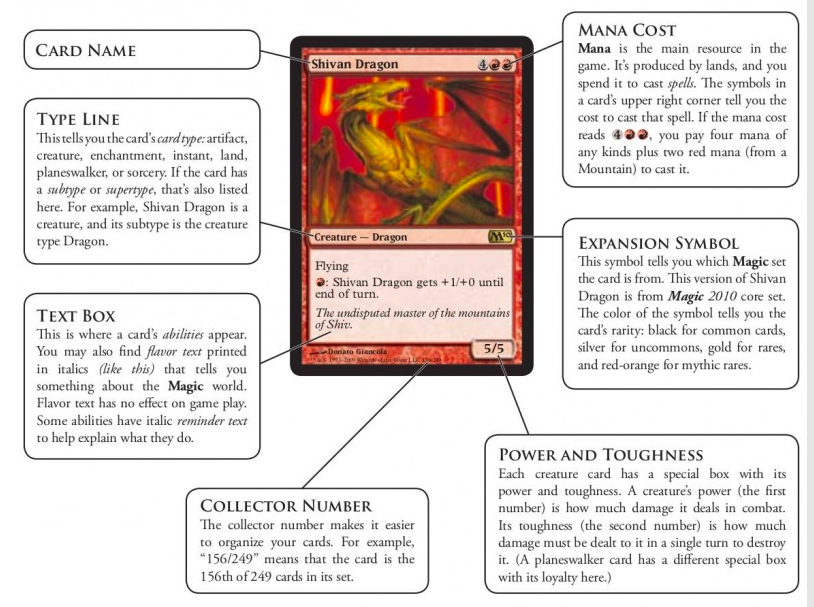 CARD NAME
TYPE LINE
This tells you the card's card type: artifact,
creature, enchantment, instant, land,
planeswalker, or sorcery. If the card has
a subtype or supertype, that's also listed
here. For example, Shivan Dragon is a
creature, and its subtype is the creature
type Dragon.
TEXT BOX
This is where a card's abilities appear.
You may also find flavor text printed
in italics (like this) that tells you
something about the Magic world.
Flavor text has no effect on game play.
Some abilities have italic reminder text
to help explain what they do.
Shivan Dragon 4
Creature — Dragon M10
Flying
: Shivan Dragon gets +1/+0 until
end of turn.
The undisputed master of the mountains
of Shiv.
Donato Giancola
5/5
MANA COST
Mana is the main resource in the
game. It's produced by lands, and you
spend it to cast spells. The symbols in
a card's upper right corner tell you the
cost to cast that spell. If the mana cost
reads 4 , you pay four mana of
any kinds plus two red mana (from a
Mountain) to cast it.
EXPANSION SYMBOL
This symbol tells you which Magic set
the card is from. This version of Shivan
Dragon is from Magic 2010 core set.
The color of the symbol tells you the
card's rarity: black for common cards,
silver for uncommons, gold for rares,
and red-orange for mythic rares.
COLLECTOR NUMBER
The collector number makes it easier
to organize your cards. For example,
“156/249” means that the card is the
156th of 249 cards in its set.
POWER AND TOUGHNESS
Each creature card has a special box with its
power and toughness. A creature's power (the first
number) is how much damage it deals in combat.
Its toughness (the second number) is how much
damage must be dealt to it in a single turn to destroy
it. (A planeswalker card has a different special box
with its loyalty here.)